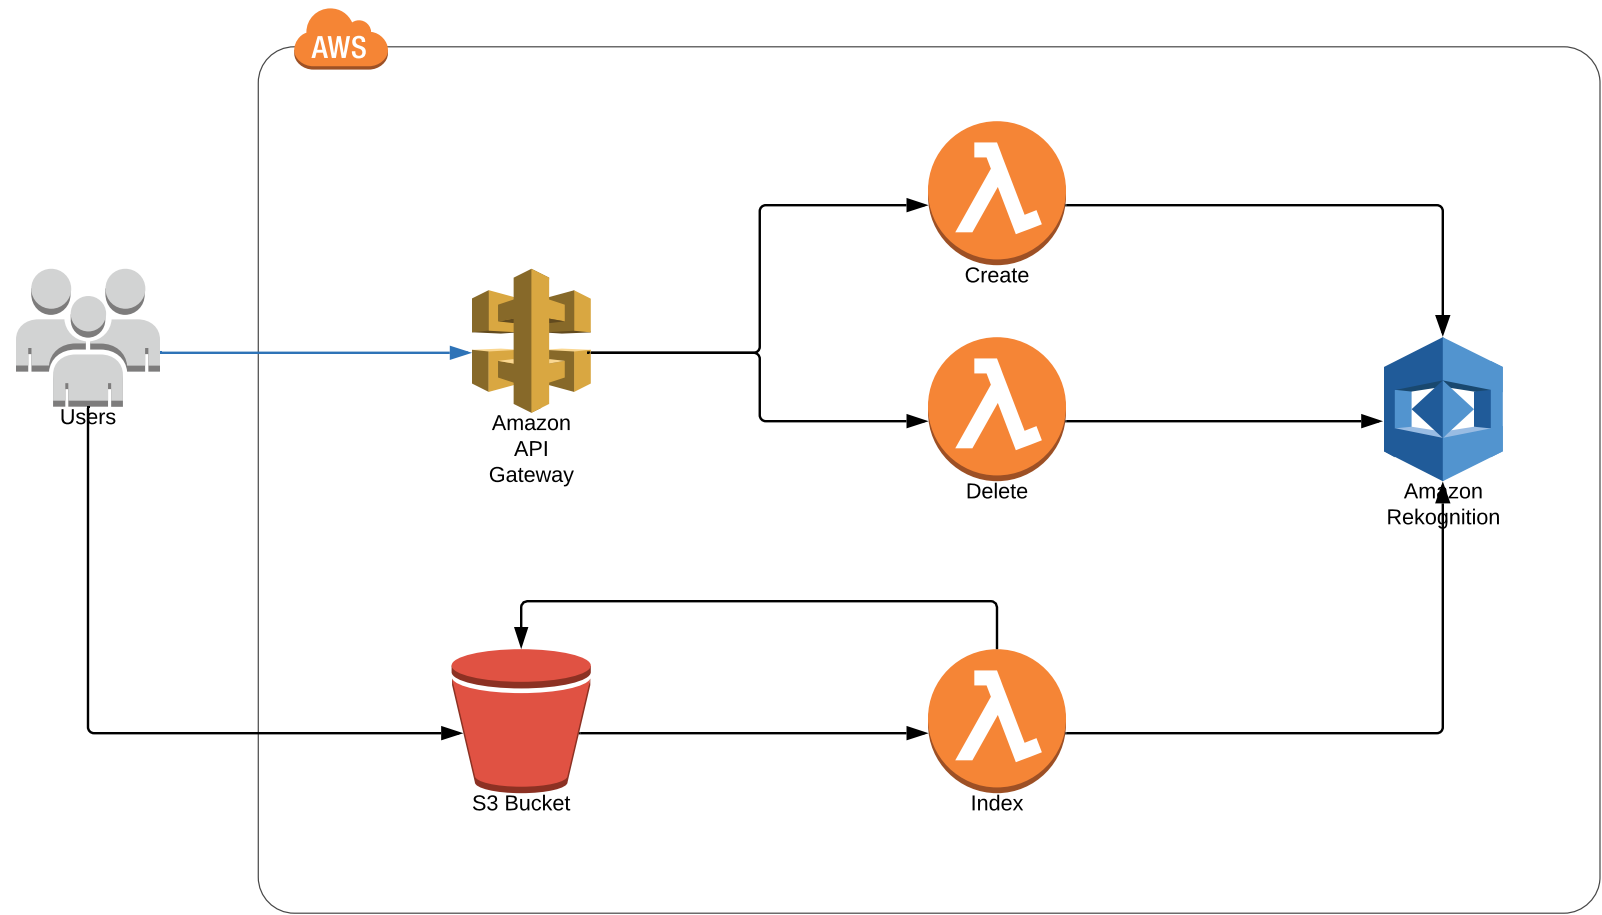 AWS
Users
Amazon
API
Gateway
Create
Delete
Amazon
Rekognition
S3 Bucket
Index